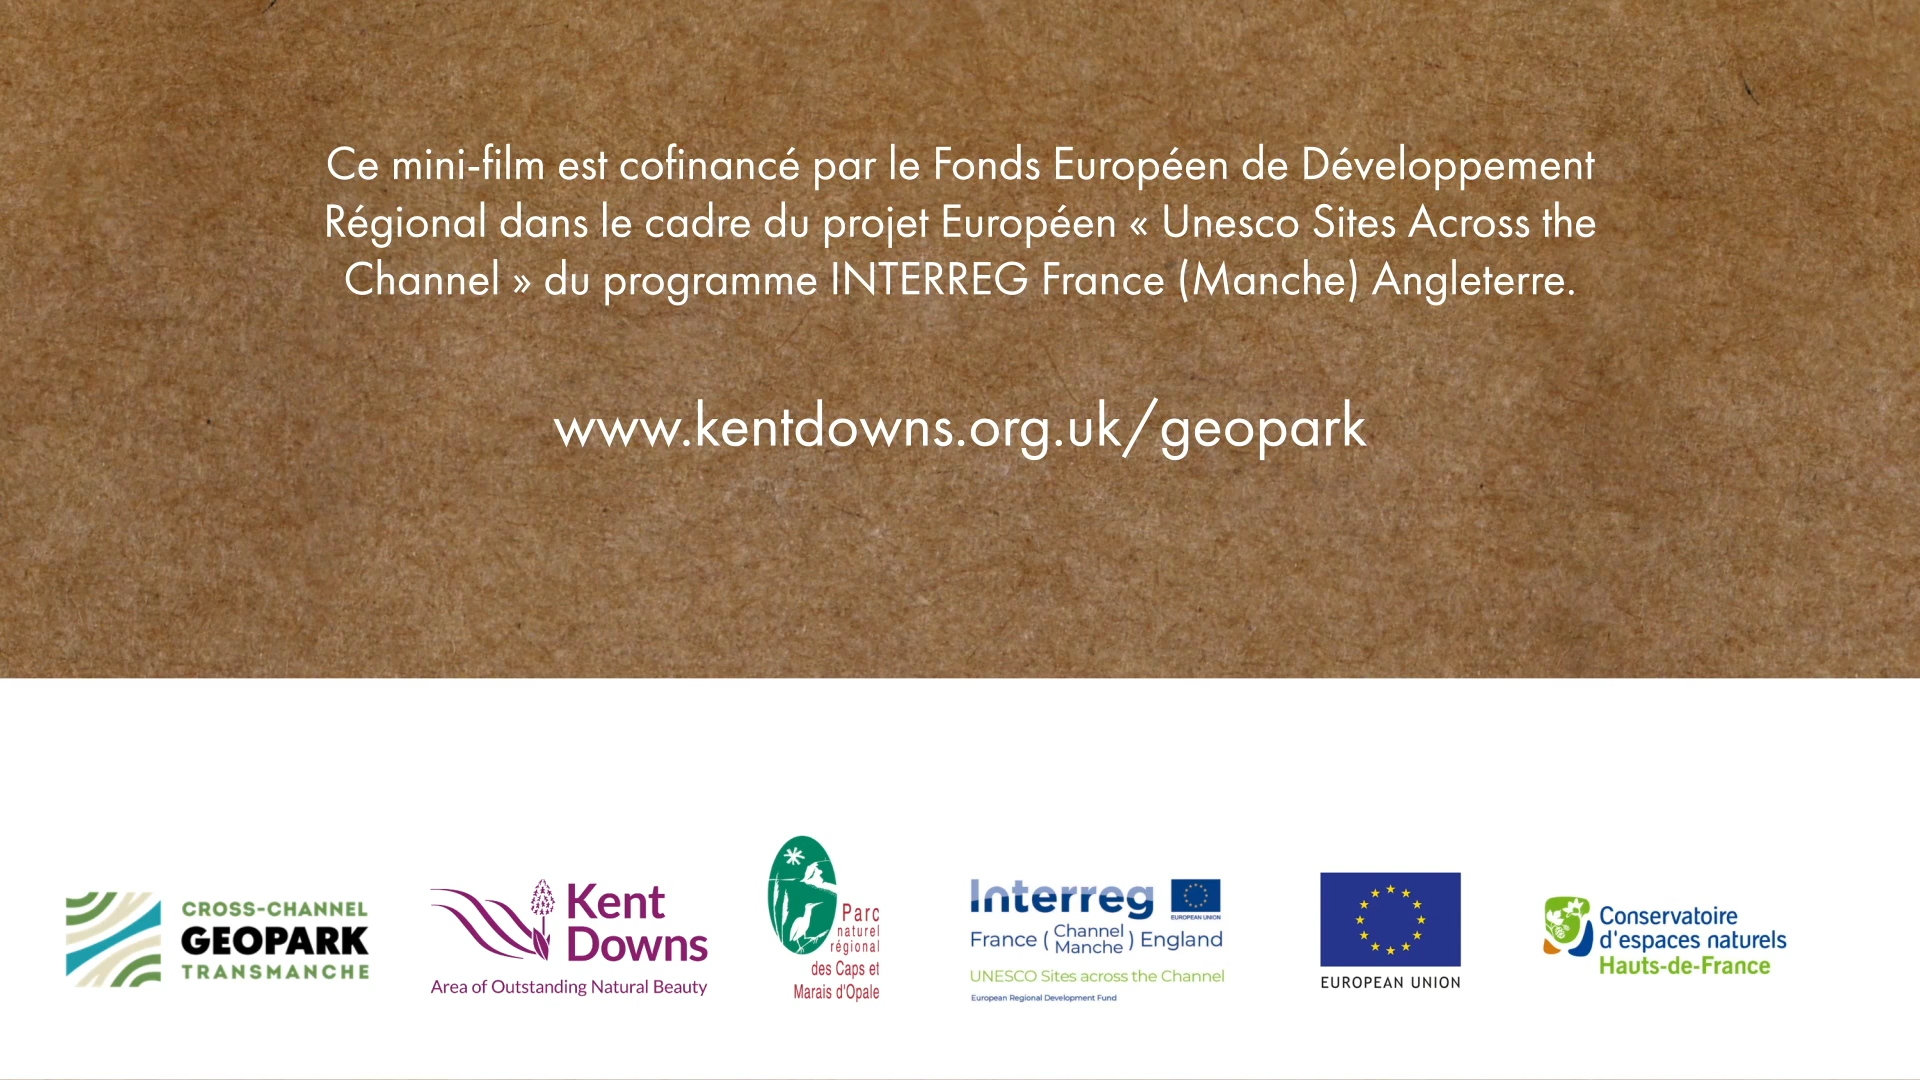 Ce mini-film est cofinancé par le Fonds Européen de Développement
Régional dans le cadre du projet Européen « Unesco Sites Across the
Channel » du programme INTERREG France (Manche) Angleterre.
www.kentdowns.org.uk/geopark
CROSS-CHANNEL
GEOPARK
TRANSMANCHE
Kent
Downs
Area of Outstanding Natural Beauty
Parc
naturel
régional
des Caps et
Marais d'Opale
Interreg
EUROPEAN UNION
France ( Channel
Manche ) England
UNESCO Sites across the Channel
European Regional Development Fund
EUROPEAN UNION
Conservatoire
d'espaces naturels
Hauts-de-France